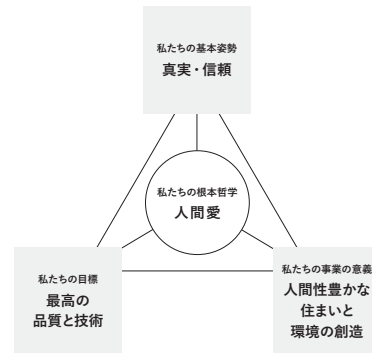 私たちの基本姿勢
真実・信頼
私たちの根本哲学
人間愛
私たちの目標
最高の
品質と技術
私たちの事業の意義
人間性豊かな
住まいと
環境の創造